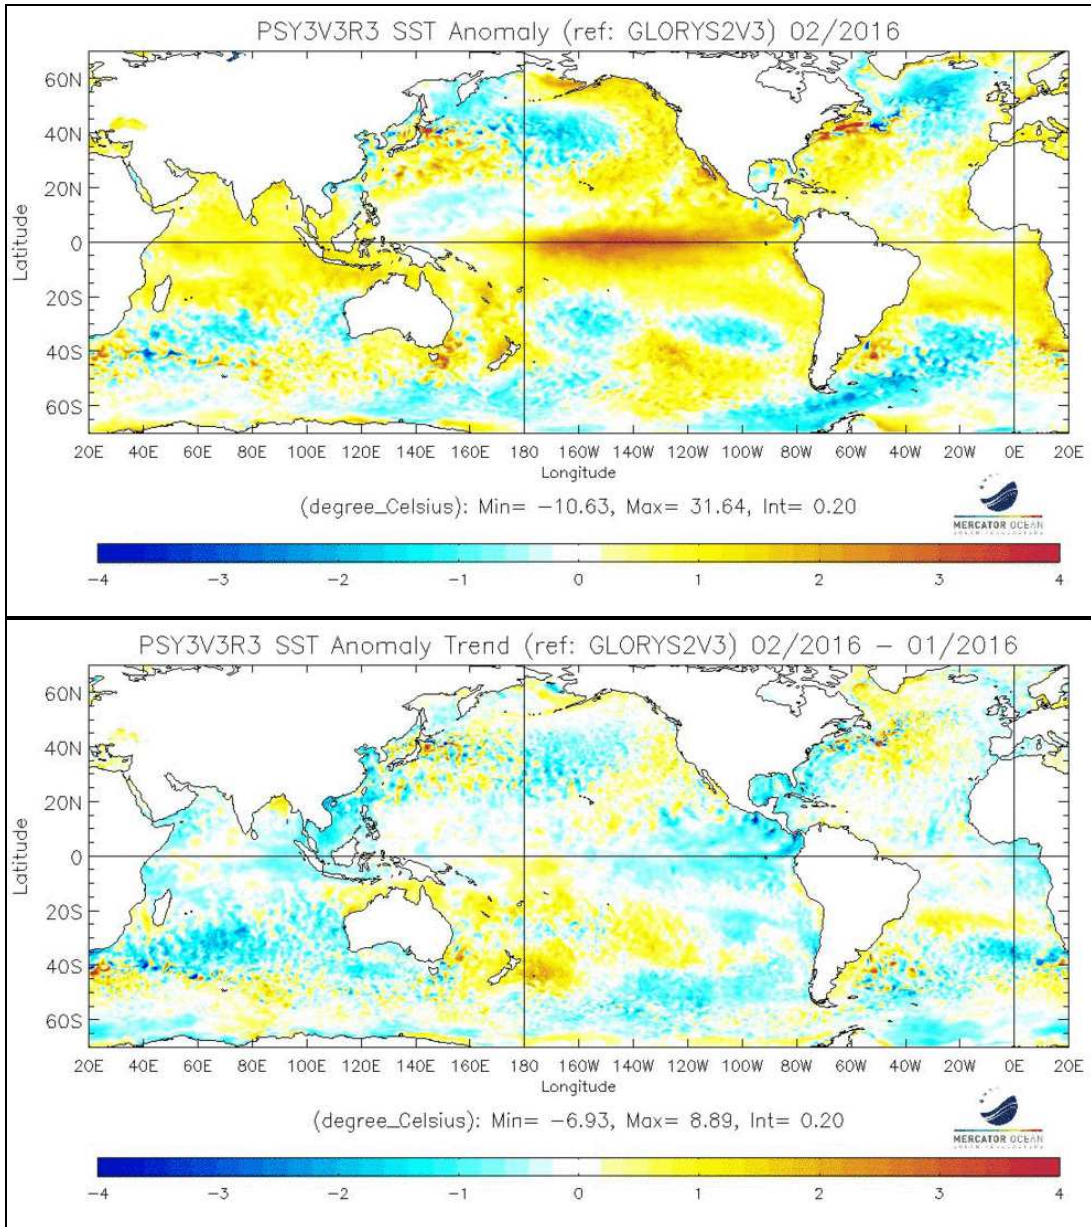 PSY3V3R3 SST Anomaly (ref: GLORYS2V3) 02/2016
60N
40N
20N
0
20S
40S
60S
Latitude
20E 40E 60E 80E 100E 120E 140E 160E 180 160W 140W 120W 100W 80W 60W 40W 20W 0E 20E
Longitude
(degree_Celsius): Min= −10.63, Max= 31.64, Int= 0.20
MERCATOR OCEAN
−4 −3 −2 −1 0 1 2 3 4
PSY3V3R3 SST Anomaly Trend (ref: GLORYS2V3) 02/2016 − 01/2016
60N
40N
20N
0
20S
40S
60S
Latitude
20E 40E 60E 80E 100E 120E 140E 160E 180 160W 140W 120W 100W 80W 60W 40W 20W 0E 20E
Longitude
(degree_Celsius): Min= −6.93, Max= 8.89, Int= 0.20
MERCATOR OCEAN
−4 −3 −2 −1 0 1 2 3 4